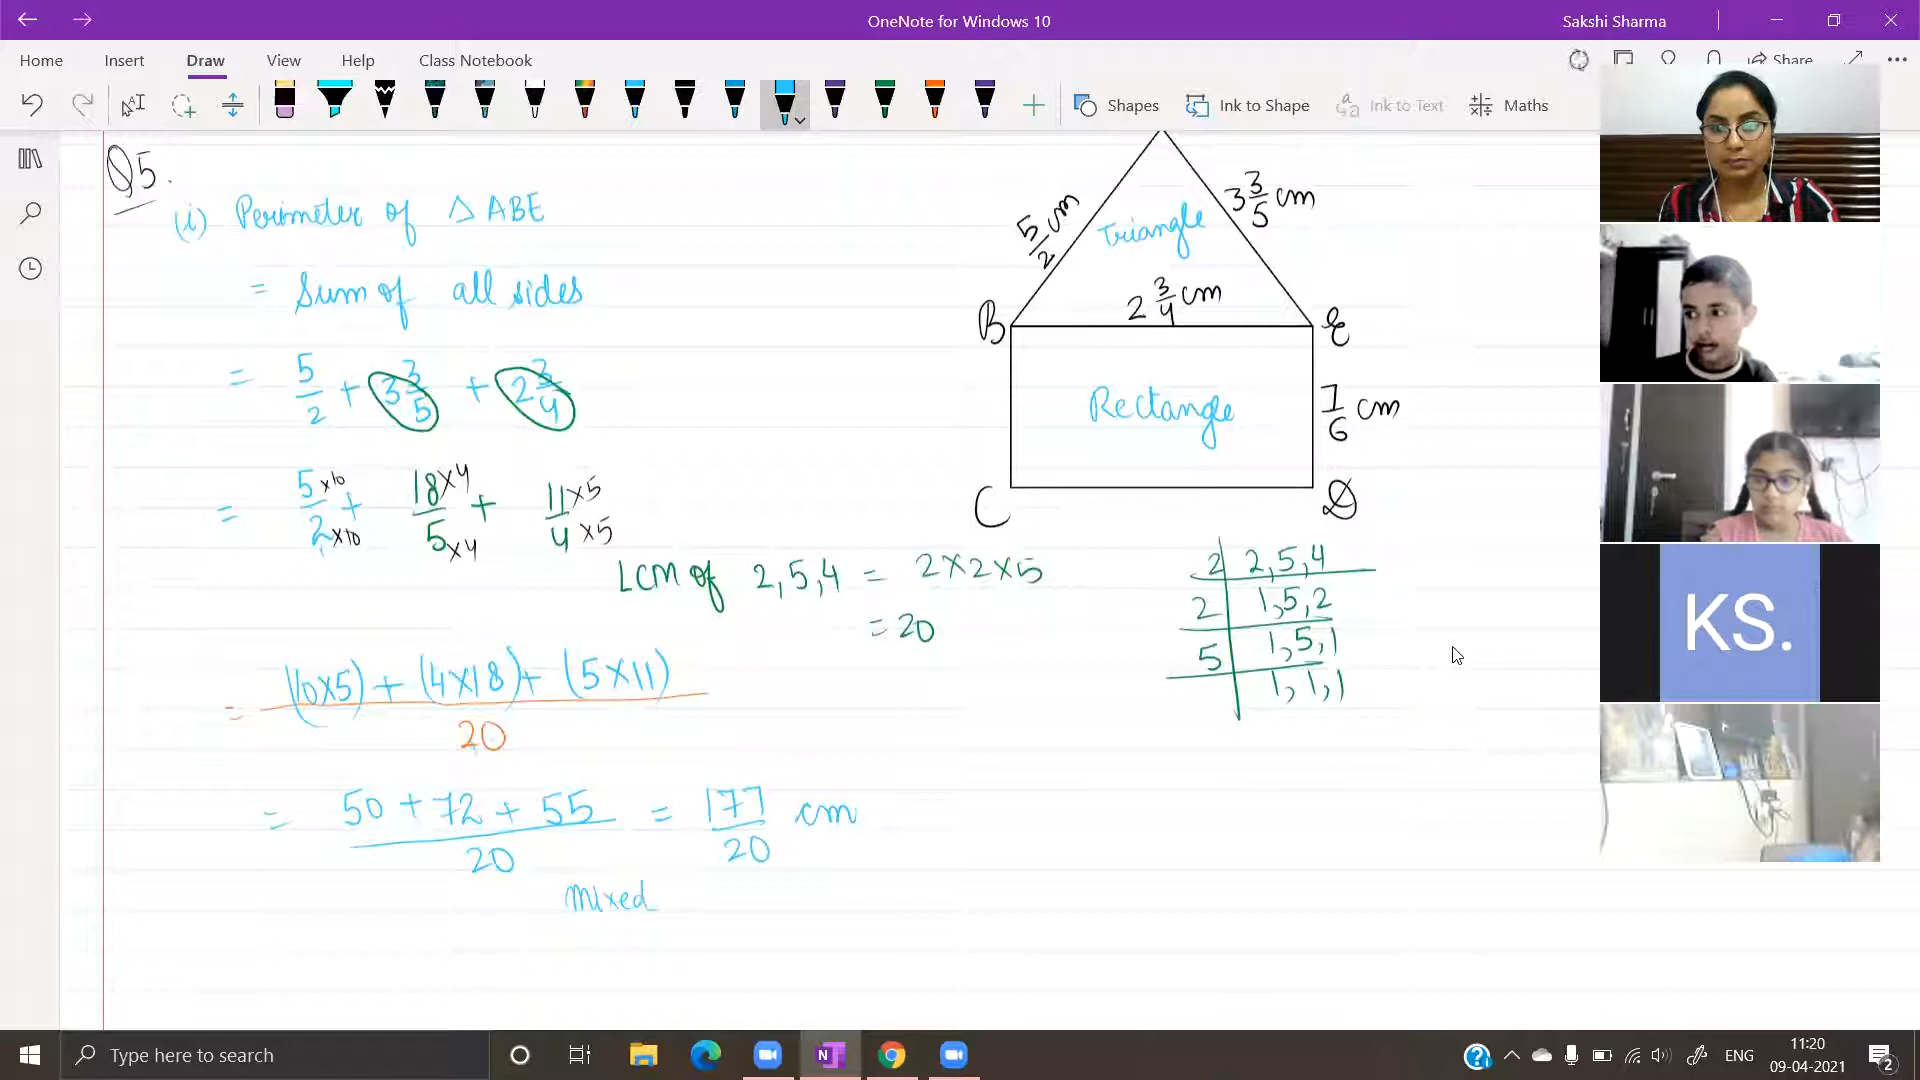 OneNote for Windows 10
Sakshi Sharma
Home Insert Draw View Help Class Notebook Share
Shapes Ink to Shape Ink to Text Maths
Q5.
(i) Perimeter of △ ABE
= Sum of all sides
= 5/2 + 3 3/5 + 2 3/4
= 5×10/2×10 + 18×4/5×4 + 11×5/4×5
LCM of 2,5,4 = 2×2×5
= 20
= (10×5) + (4×18) + (5×11) / 20
= 50 + 72 + 55 / 20 = 177/20 cm
mixed
5/2 cm
3 3/5 cm
Triangle
2 3/4 cm
B E
Rectangle
7/6 cm
C D
2 | 2,5,4
2 | 1,5,2
5 | 1,5,1
| 1,1,1
KS.
Type here to search
ENG
11:20
09-04-2021
2